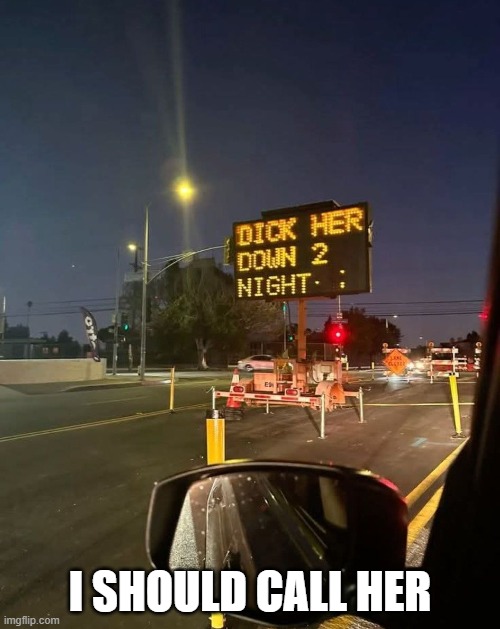 DICK HER
DOWN 2
NIGHT :
I SHOULD CALL HER
imgflip.com